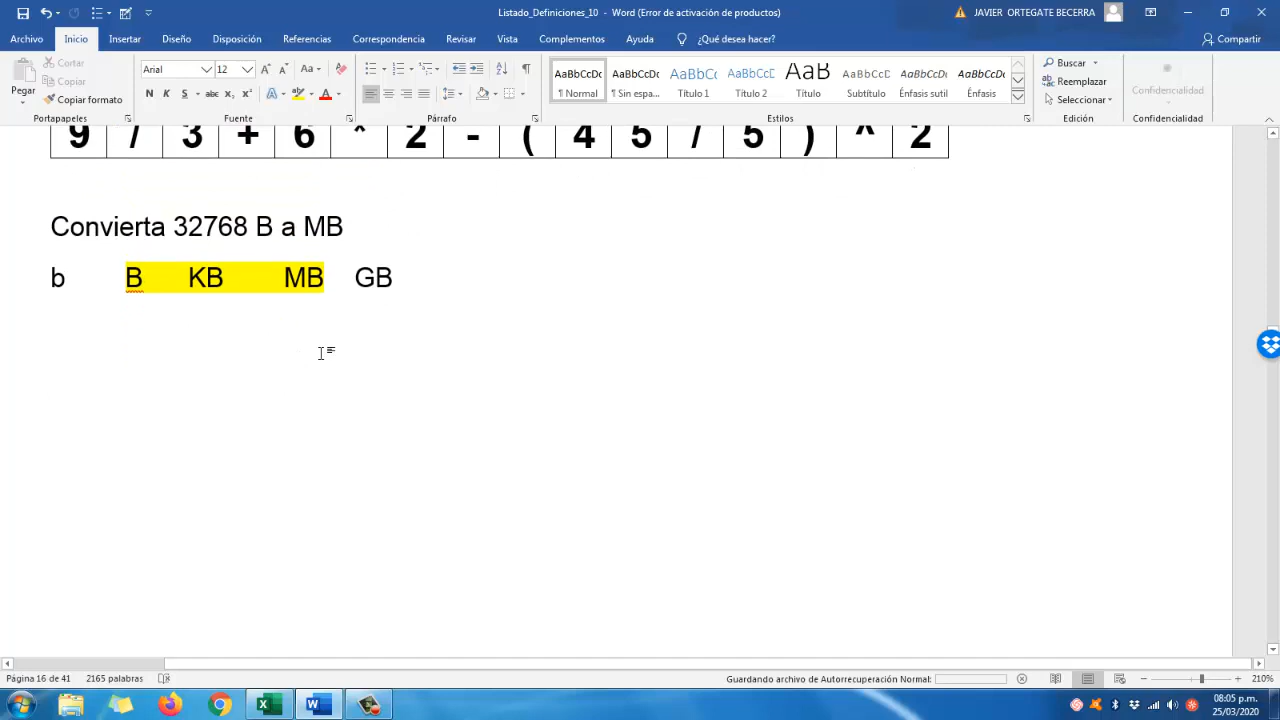 Listado_Definiciones_10 - Word (Error de activación de productos)
JAVIER ORTEGATE BECERRA
Archivo Inicio Insertar Diseño Disposición Referencias Correspondencia Revisar Vista Complementos Ayuda ¿Qué desea hacer? Compartir
Pegar
Cortar
Copiar
Copiar formato
Portapapeles
Arial 12
N K S abc x₂ x²
Fuente
Párrafo
AaBbCcDc AaBbCcDc AaBbCc AaBbCcC AaB AaBbCcC AaBbCcDc AaBbCcDc
¶ Normal ¶ Sin espa... Título 1 Título 2 Título Subtítulo Énfasis sutil Énfasis
Estilos
Buscar
Reemplazar
Seleccionar
Edición
Confidencialidad
Confidencialidad
9 / 3 + 6 * 2 - ( 4 5 / 5 ) ^ 2
Convierta 32768 B a MB
b B KB MB GB
Página 16 de 41 2165 palabras Guardando archivo de Autorrecuperación Normal: 210%
08:05 p.m.
25/03/2020